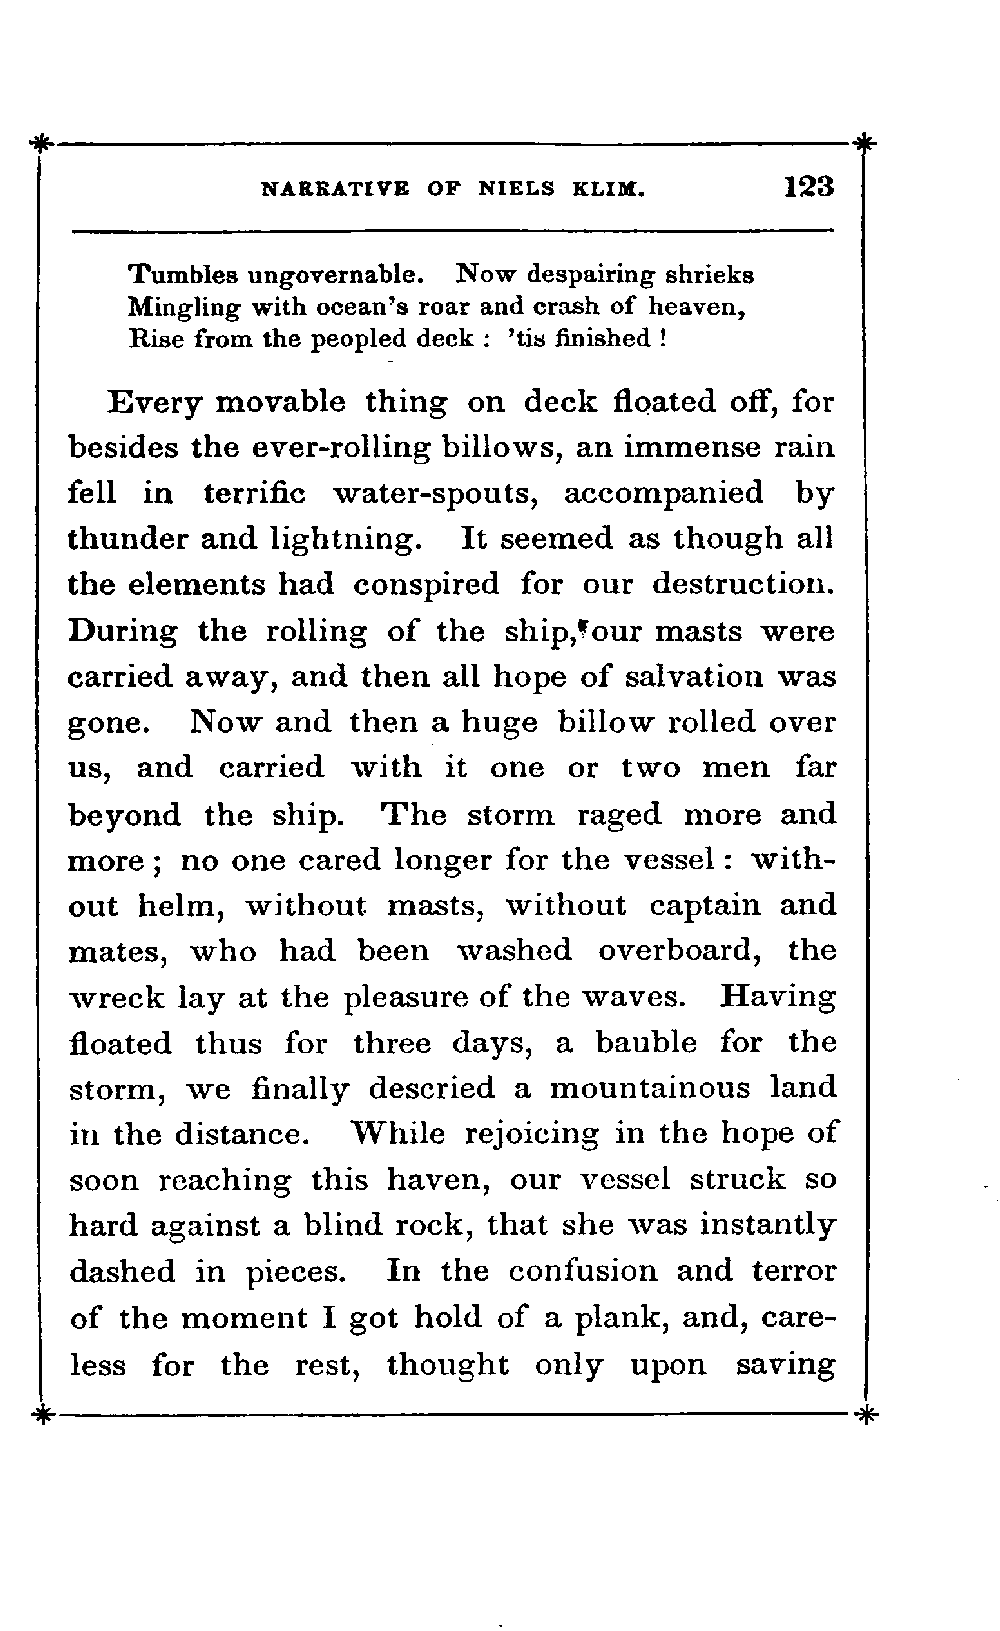 NARRATIVE OF NIELS KLIM. 123
Tumbles ungovernable. Now despairing shrieks
Mingling with ocean's roar and crash of heaven,
Rise from the peopled deck : 'tis finished !
Every movable thing on deck floated off, for
besides the ever-rolling billows, an immense rain
fell in terrific water-spouts, accompanied by
thunder and lightning. It seemed as though all
the elements had conspired for our destruction.
During the rolling of the ship, our masts were
carried away, and then all hope of salvation was
gone. Now and then a huge billow rolled over
us, and carried with it one or two men far
beyond the ship. The storm raged more and
more ; no one cared longer for the vessel : with-
out helm, without masts, without captain and
mates, who had been washed overboard, the
wreck lay at the pleasure of the waves. Having
floated thus for three days, a bauble for the
storm, we finally descried a mountainous land
in the distance. While rejoicing in the hope of
soon reaching this haven, our vessel struck so
hard against a blind rock, that she was instantly
dashed in pieces. In the confusion and terror
of the moment I got hold of a plank, and, care-
less for the rest, thought only upon saving